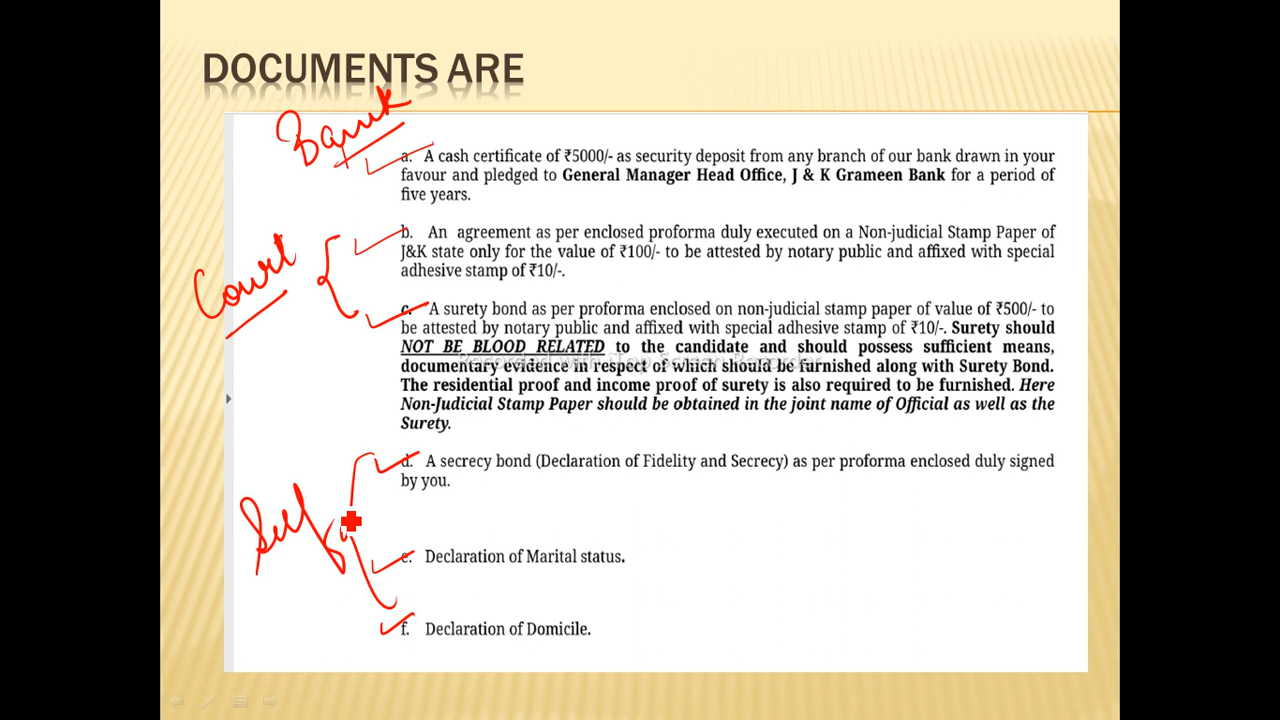 DOCUMENTS ARE
Bank
a. A cash certificate of ₹5000/- as security deposit from any branch of our bank drawn in your
favour and pledged to General Manager Head Office, J & K Grameen Bank for a period of
five years.
Court
b. An agreement as per enclosed proforma duly executed on a Non-judicial Stamp Paper of
J&K state only for the value of ₹100/- to be attested by notary public and affixed with special
adhesive stamp of ₹10/-.
c. A surety bond as per proforma enclosed on non-judicial stamp paper of value of ₹500/- to
be attested by notary public and affixed with special adhesive stamp of ₹10/-. Surety should
NOT BE BLOOD RELATED to the candidate and should possess sufficient means,
Recorded with iTop Screen Recorder
documentary evidence in respect of which should be furnished along with Surety Bond.
The residential proof and income proof of surety is also required to be furnished. Here
Non-Judicial Stamp Paper should be obtained in the joint name of Official as well as the
Surety.
Self
d. A secrecy bond (Declaration of Fidelity and Secrecy) as per proforma enclosed duly signed
by you.
e. Declaration of Marital status.
f. Declaration of Domicile.